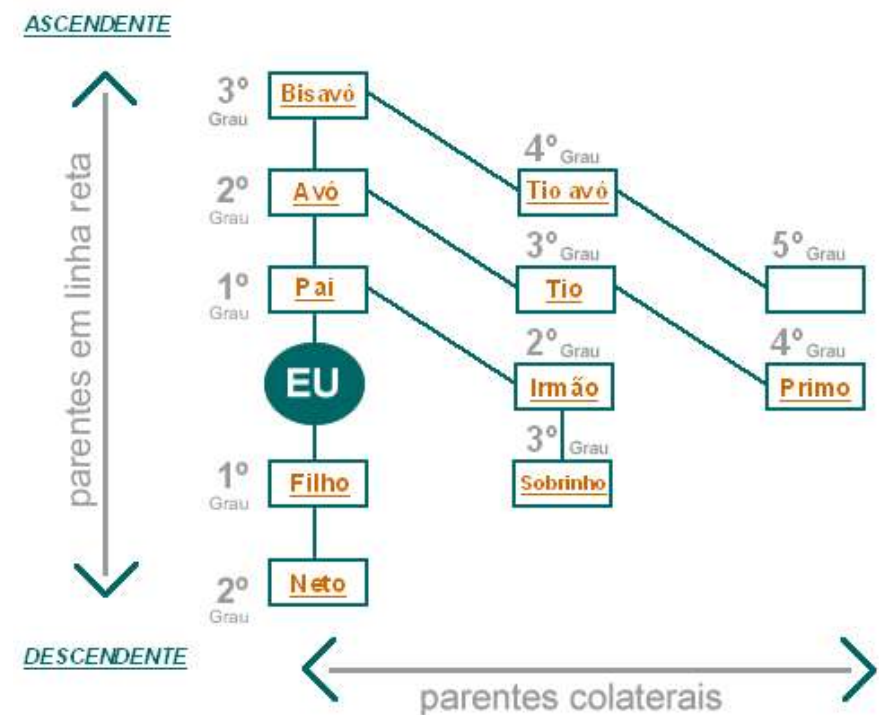 ASCENDENTE
parentes em linha reta
3º Grau
Bisavó
4º Grau
2º Grau
Avó
Tio avó
3º Grau
5º Grau
1º Grau
Pai
Tio
2º Grau
4º Grau
EU
Irmão
Primo
3º Grau
1º Grau
Filho
Sobrinho
2º Grau
Neto
DESCENDENTE
parentes colaterais